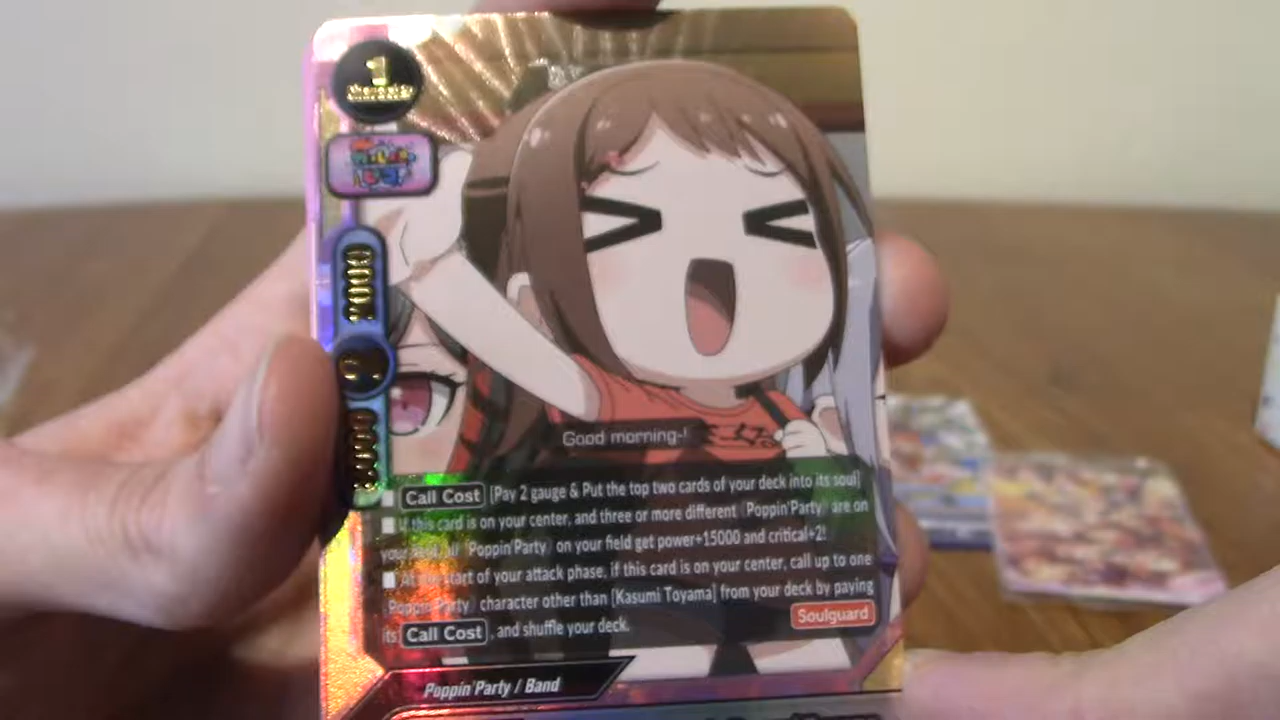 1
Good morning-!
Call Cost [Pay 2 gauge & Put the top two cards of your deck into its soul]
If this card is on your center, and three or more different Poppin'Party are on
your field, all Poppin'Party on your field get power+15000 and critical+2!
At the start of your attack phase, if this card is on your center, call up to one
Poppin'Party character other than [Kasumi Toyama] from your deck by paying
its Call Cost, and shuffle your deck.
Soulguard
Poppin'Party / Band